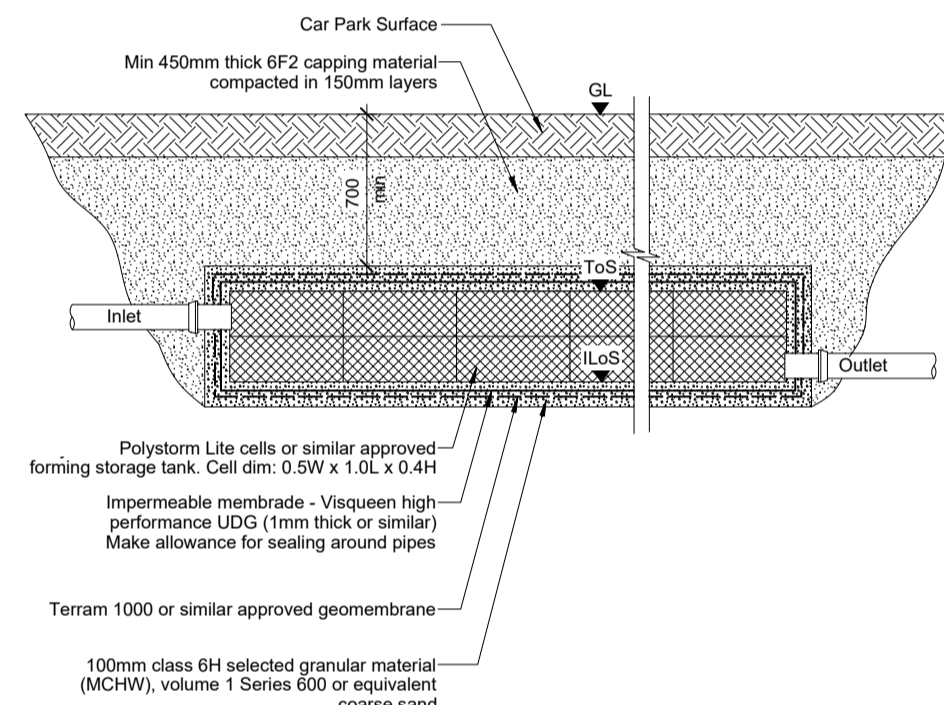 Car Park Surface
Min 450mm thick 6F2 capping material
compacted in 150mm layers
GL
700
min
ToS
Inlet
ILoS
Outlet
Polystorm Lite cells or similar approved
forming storage tank. Cell dim: 0.5W x 1.0L x 0.4H
Impermeable membrade - Visqueen high
performance UDG (1mm thick or similar)
Make allowance for sealing around pipes
Terram 1000 or similar approved geomembrane
100mm class 6H selected granular material
(MCHW), volume 1 Series 600 or equivalent
coarse sand